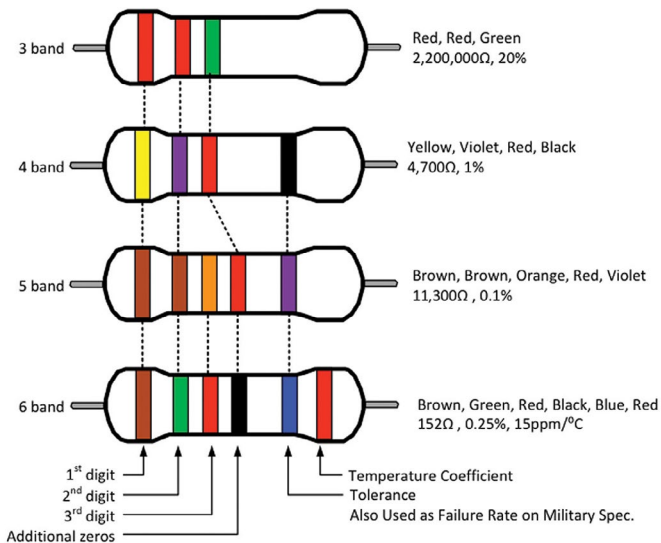 3 band
Red, Red, Green
2,200,000Ω, 20%
4 band
Yellow, Violet, Red, Black
4,700Ω, 1%
5 band
Brown, Brown, Orange, Red, Violet
11,300Ω , 0.1%
6 band
Brown, Green, Red, Black, Blue, Red
152Ω , 0.25%, 15ppm/⁰C
1st digit
2nd digit
3rd digit
Additional zeros
Temperature Coefficient
Tolerance
Also Used as Failure Rate on Military Spec.